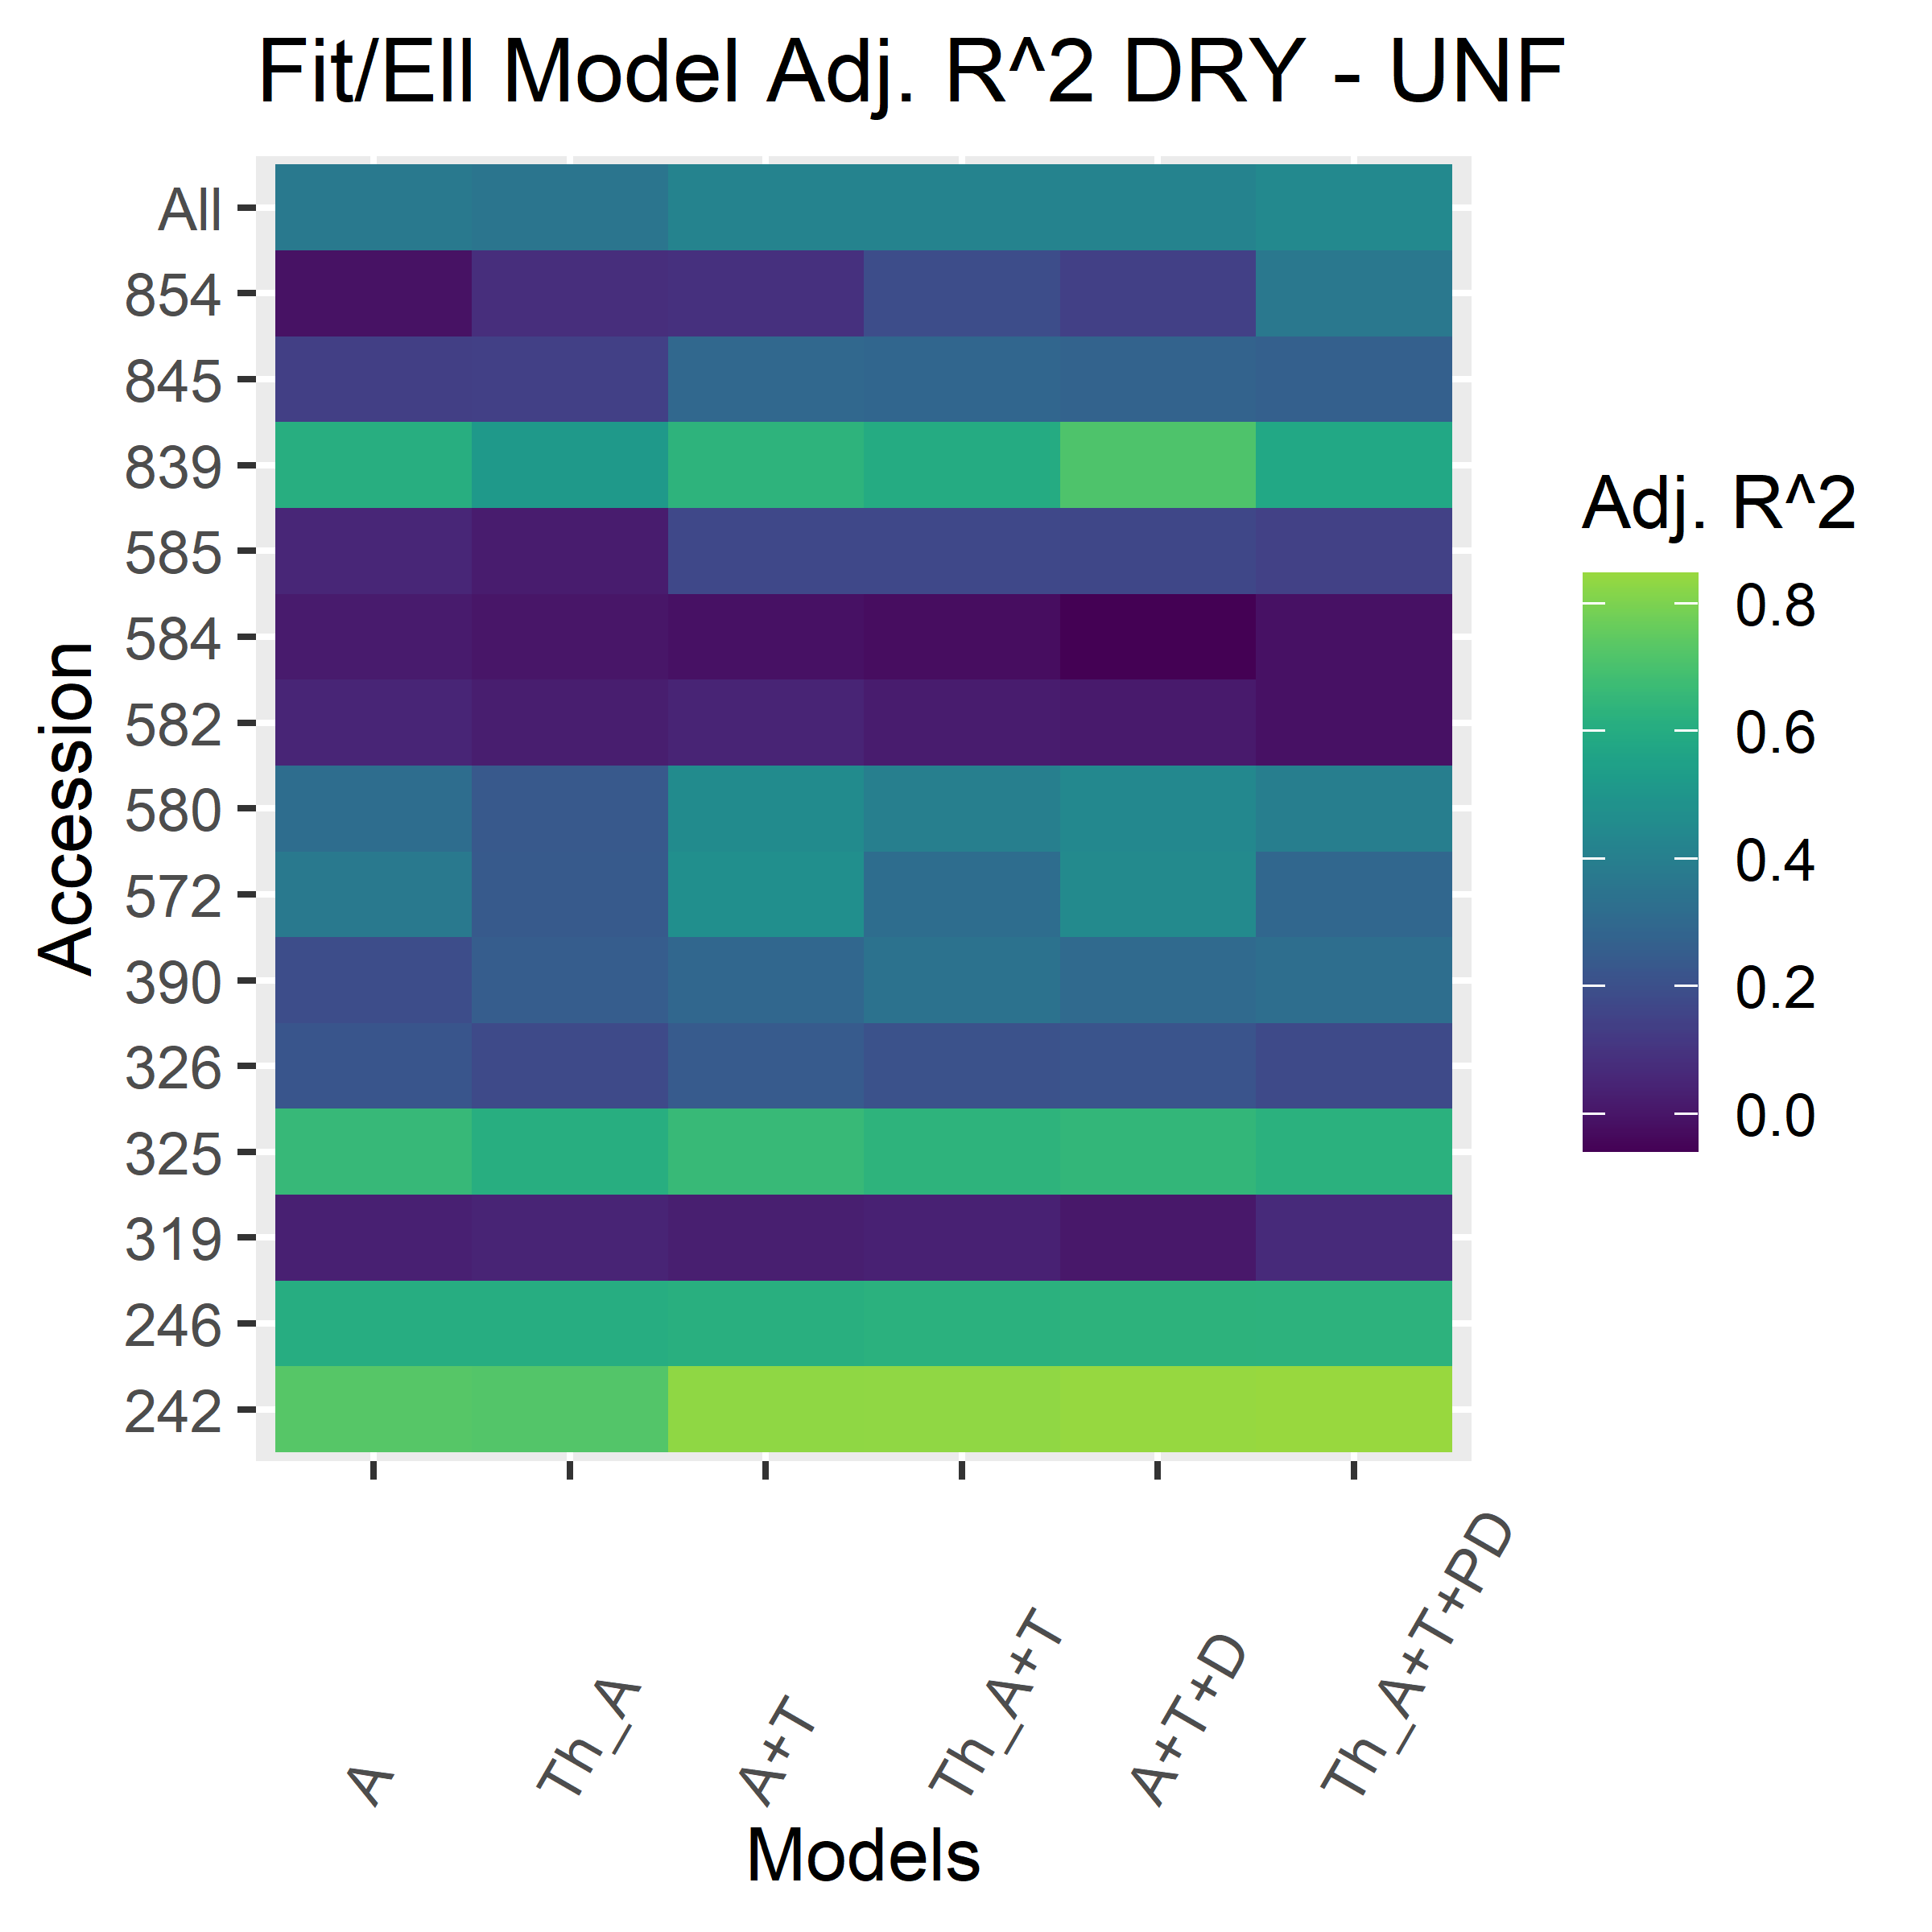 Fit/Ell Model Adj. R^2 DRY - UNF
Accession
All
854
845
839
585
584
582
580
572
390
326
325
319
246
242
A
Th_A
A+T
Th_A+T
A+T+D
Th_A+T+PD
Models
Adj. R^2
0.8
0.6
0.4
0.2
0.0